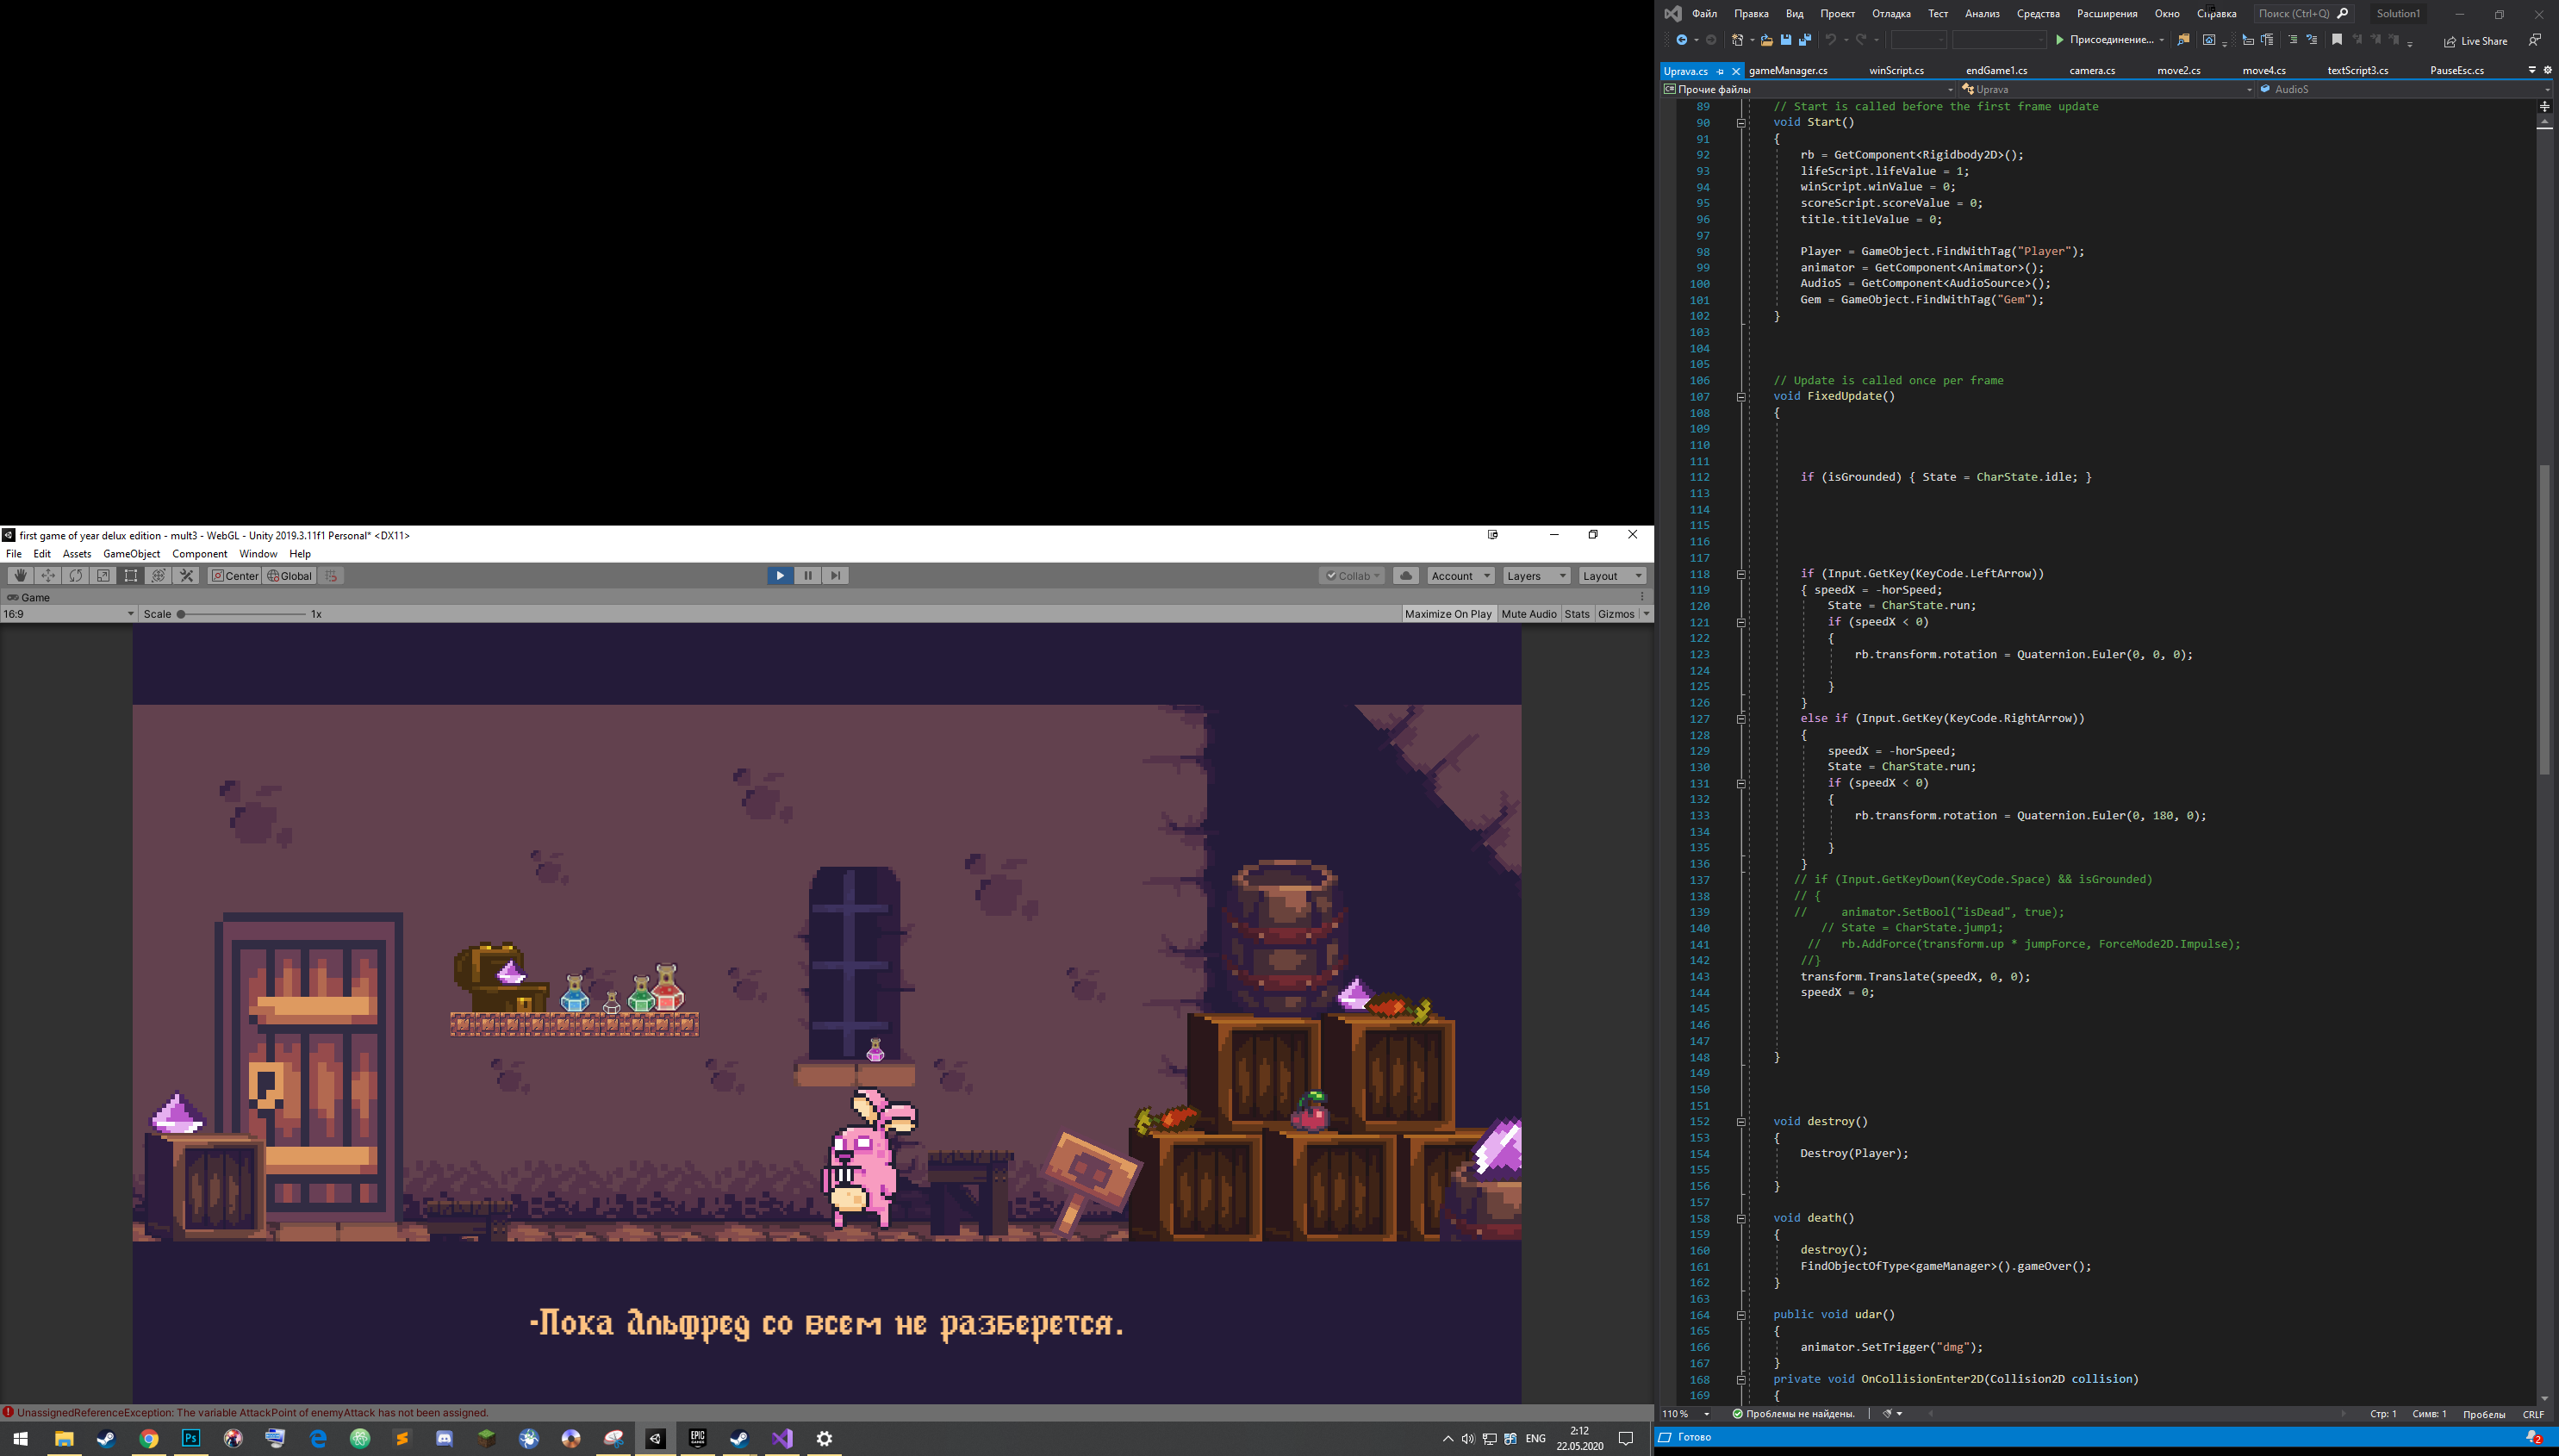 first game of year delux edition - mult3 - WebGL - Unity 2019.3.11f1 Personal* <DX11>
File Edit Assets GameObject Component Window Help
Center Global Collab Account Layers Layout
Game
16:9 Scale 1x Maximize On Play Mute Audio Stats Gizmos
-Пока Альфред со всем не разберется.
UnassignedReferenceException: The variable AttackPoint of enemyAttack has not been assigned.
Ps EPIC GAMES ENG 2:12
22.05.2020
Файл Правка Вид Проект Отладка Тест Анализ Средства Расширения Окно Справка Поиск (Ctrl+Q) Solution1
Присоединение... Live Share
Uprava.cs gameManager.cs winScript.cs endGame1.cs camera.cs move2.cs move4.cs textScript3.cs PauseEsc.cs
Прочие файлы Uprava AudioS
89 // Start is called before the first frame update
90 void Start()
91 {
92 rb = GetComponent<Rigidbody2D>();
93 lifeScript.lifeValue = 1;
94 winScript.winValue = 0;
95 scoreScript.scoreValue = 0;
96 title.titleValue = 0;
97
98 Player = GameObject.FindWithTag("Player");
99 animator = GetComponent<Animator>();
100 AudioS = GetComponent<AudioSource>();
101 Gem = GameObject.FindWithTag("Gem");
102 }
103
104
105
106 // Update is called once per frame
107 void FixedUpdate()
108 {
109
110
111
112 if (isGrounded) { State = CharState.idle; }
113
114
115
116
117
118 if (Input.GetKey(KeyCode.LeftArrow))
119 { speedX = -horSpeed;
120 State = CharState.run;
121 if (speedX < 0)
122 {
123 rb.transform.rotation = Quaternion.Euler(0, 0, 0);
124
125 }
126 }
127 else if (Input.GetKey(KeyCode.RightArrow))
128 {
129 speedX = -horSpeed;
130 State = CharState.run;
131 if (speedX < 0)
132 {
133 rb.transform.rotation = Quaternion.Euler(0, 180, 0);
134
135 }
136 }
137 // if (Input.GetKeyDown(KeyCode.Space) && isGrounded)
138 // {
139 // animator.SetBool("isDead", true);
140 // State = CharState.jump1;
141 // rb.AddForce(transform.up * jumpForce, ForceMode2D.Impulse);
142 //}
143 transform.Translate(speedX, 0, 0);
144 speedX = 0;
145
146
147
148 }
149
150
151
152 void destroy()
153 {
154 Destroy(Player);
155
156 }
157
158 void death()
159 {
160 destroy();
161 FindObjectOfType<gameManager>().gameOver();
162 }
163
164 public void udar()
165 {
166 animator.SetTrigger("dmg");
167 }
168 private void OnCollisionEnter2D(Collision2D collision)
169 {
110 % Проблемы не найдены. Стр: 1 Симв: 1 Пробелы CRLF
Готово 2